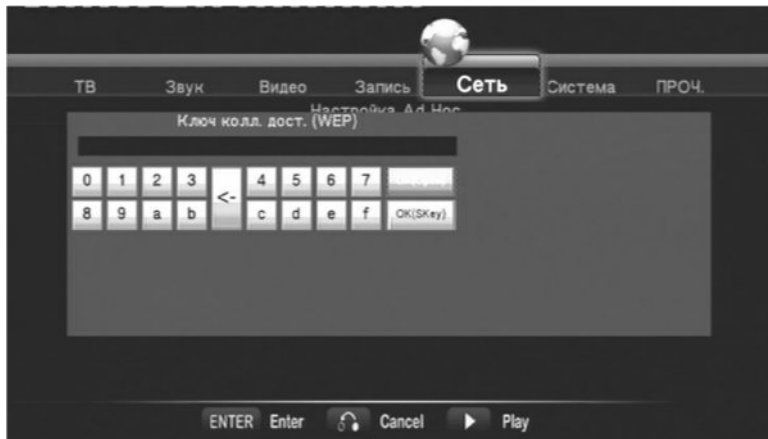 ТВ Звук Видео Запись Сеть Система ПРОЧ.
Настройка Ad Hoc
Ключ колл. дост. (WEP)
0 1 2 3 <- 4 5 6 7
8 9 a b c d e f OK(SKey)
ENTER Enter Cancel Play